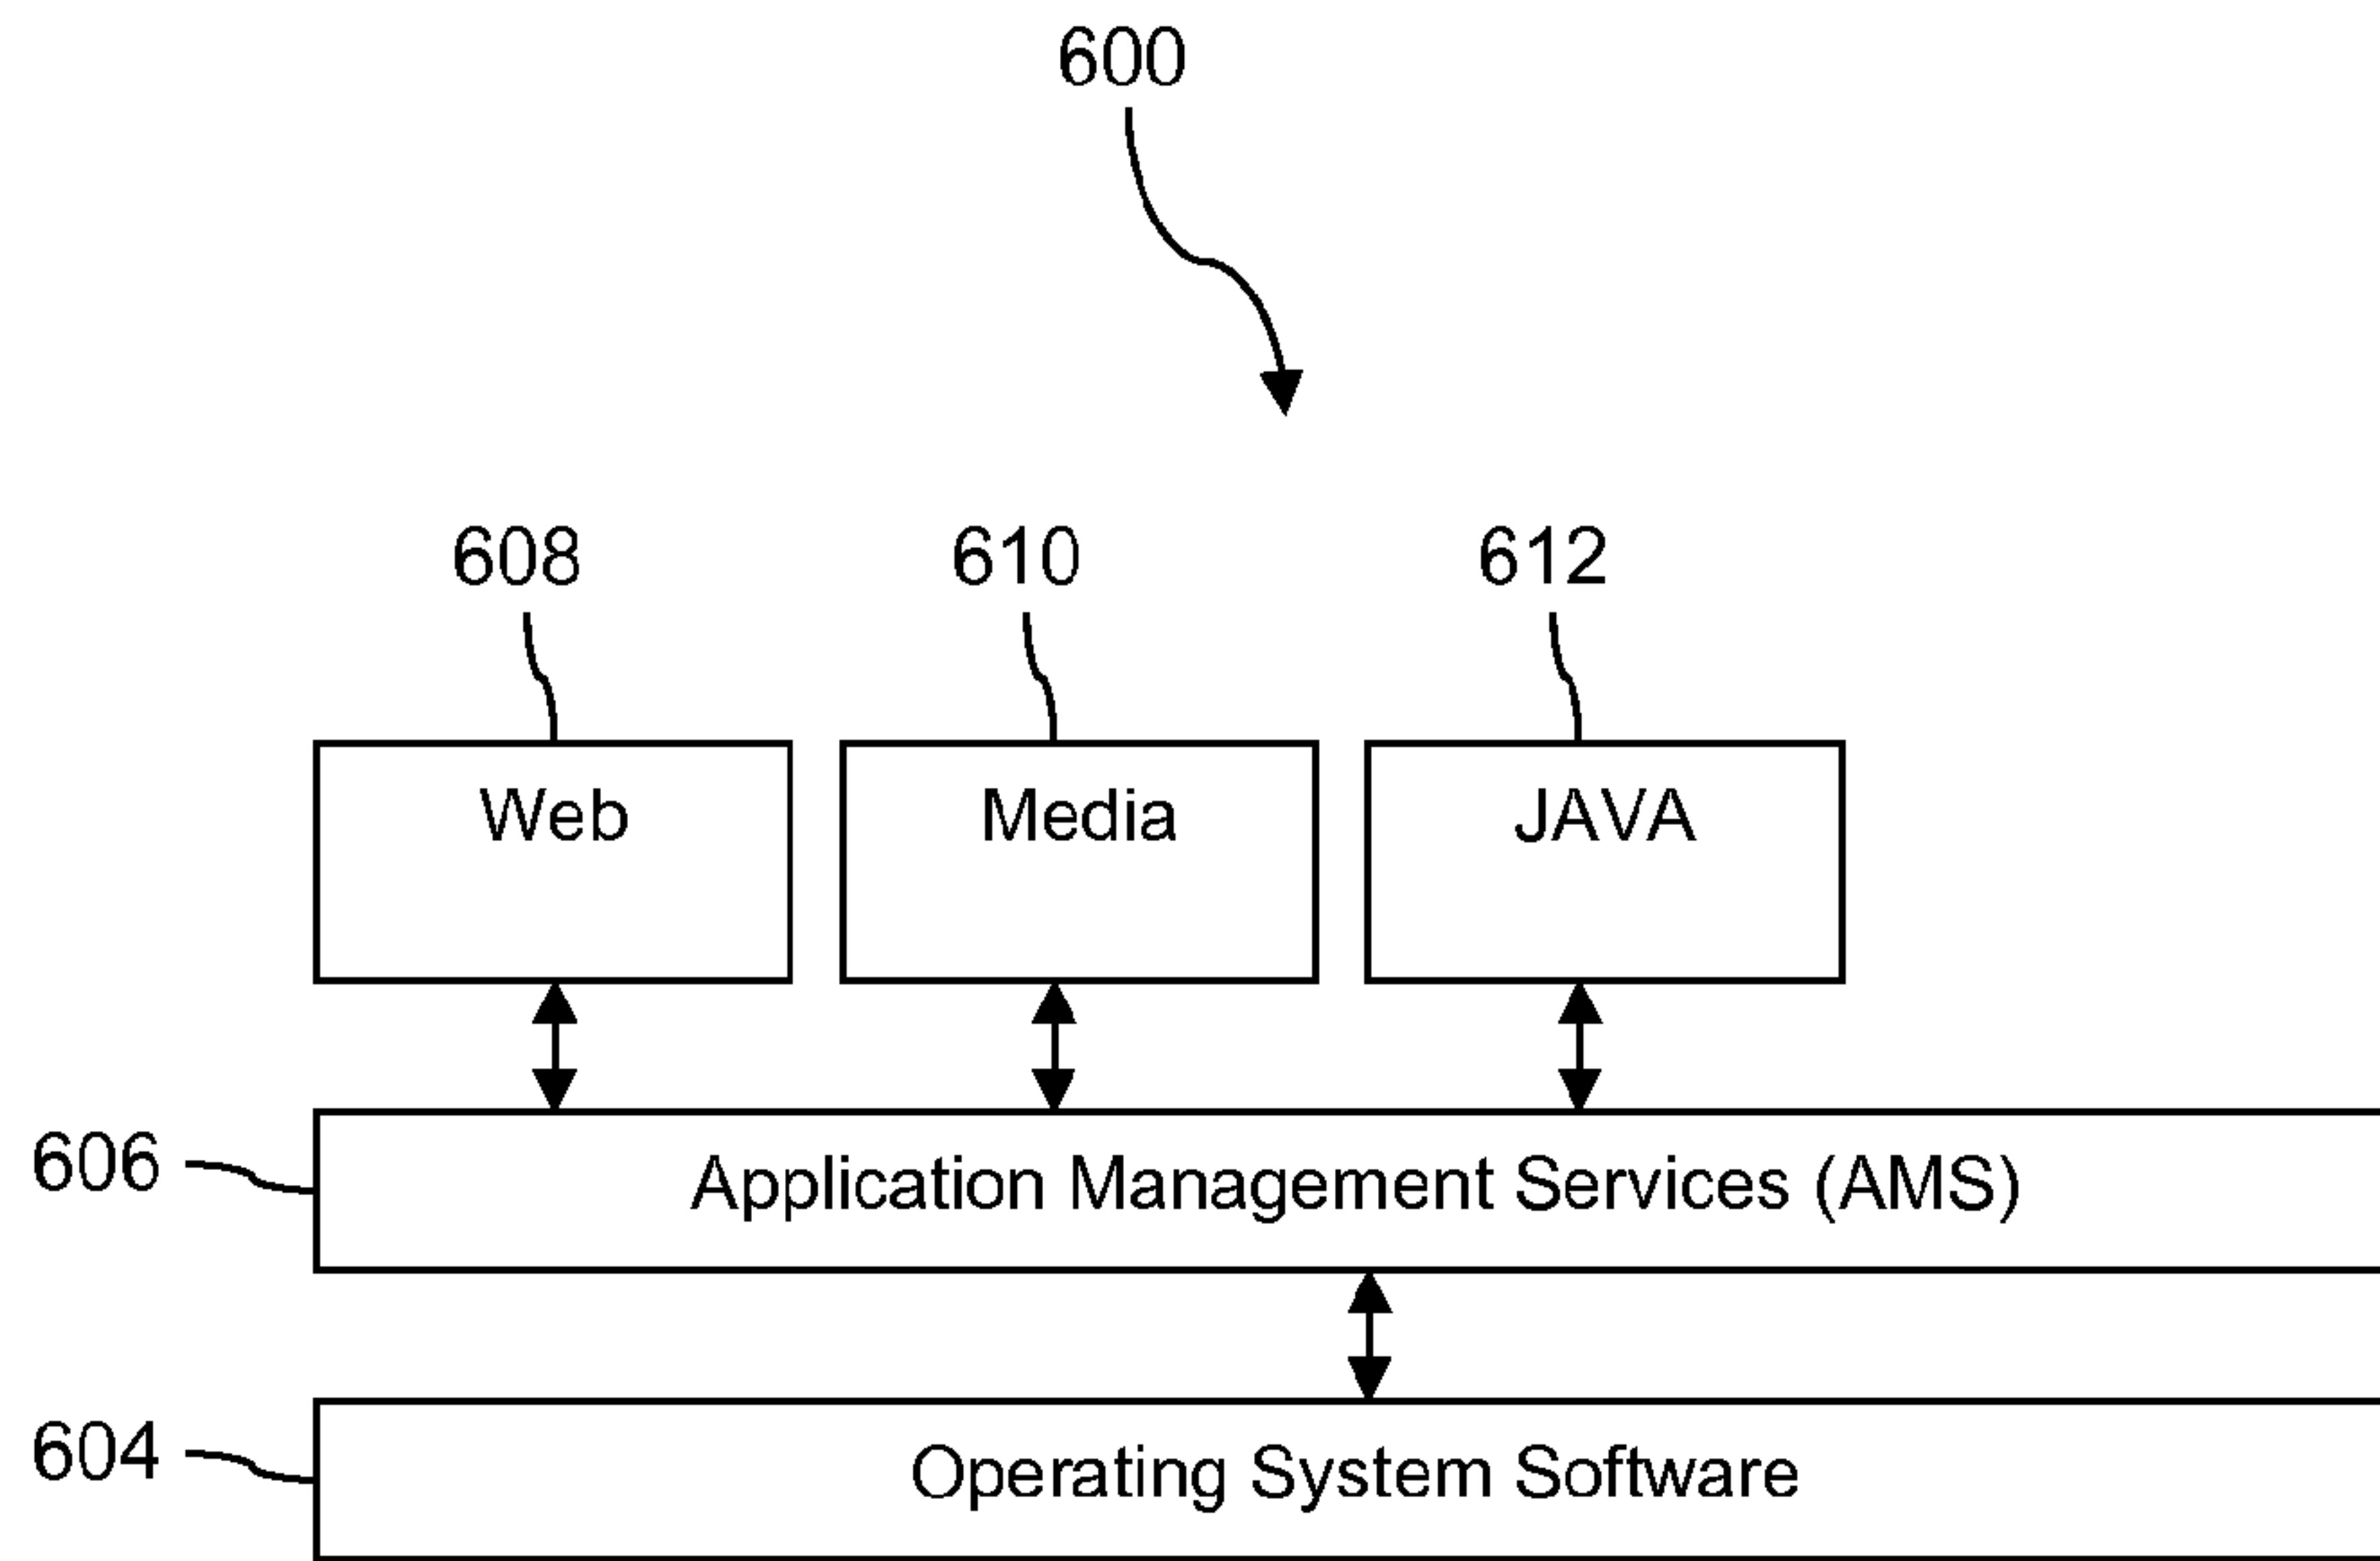 600
608 610 612
Web Media JAVA
606 Application Management Services (AMS)
604 Operating System Software